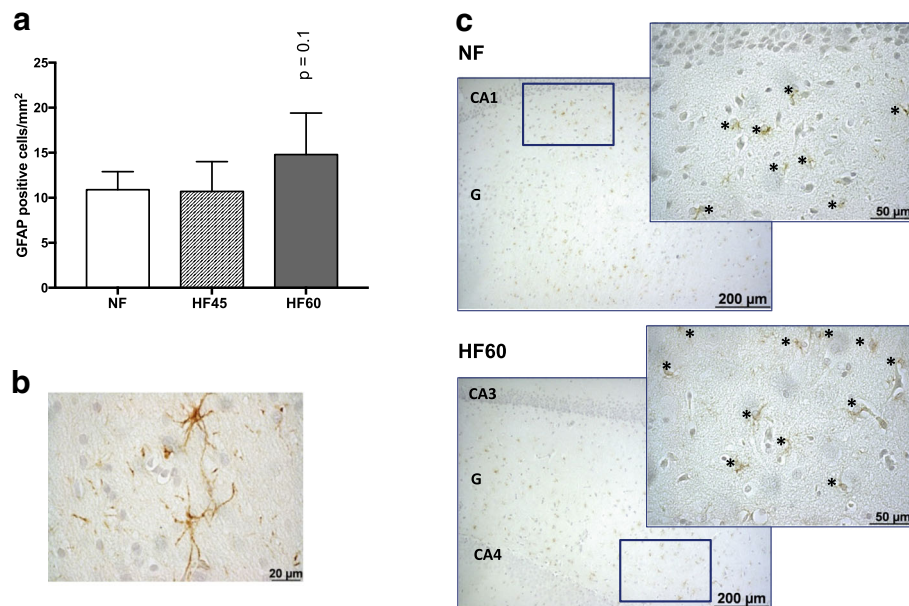 a
p = 0.1
GFAP positive cells/mm²
25
20
15
10
5
0
NF
HF45
HF60
b
20 µm
c
NF
CA1
G
200 µm
*
*
*
*
*
*
*
*
50 µm
HF60
CA3
G
CA4
200 µm
*
*
*
*
*
*
*
*
*
*
*
50 µm